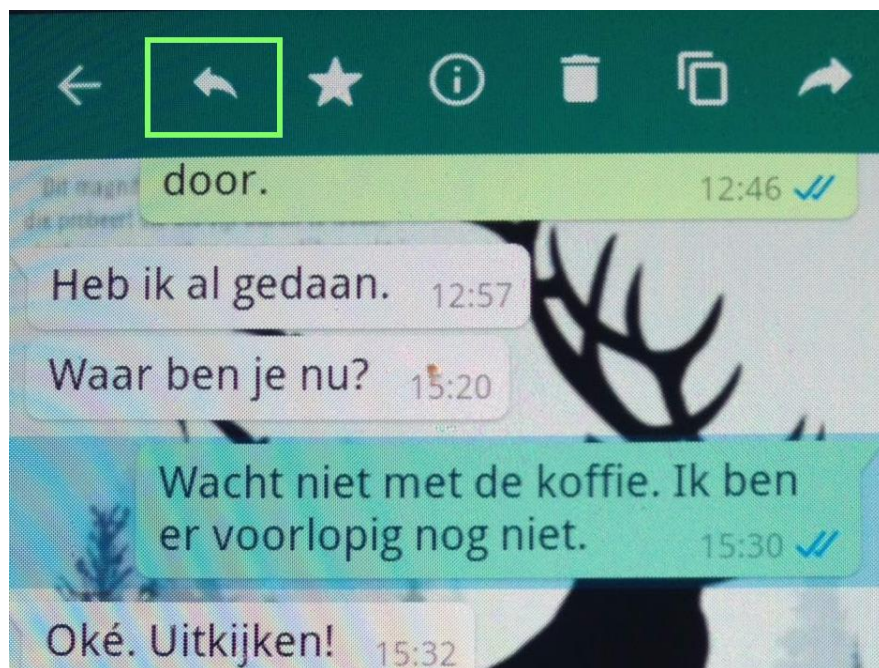 door.
12:46
Heb ik al gedaan. 12:57
Waar ben je nu? 15:20
Wacht niet met de koffie. Ik ben
er voorlopig nog niet. 15:30
Oké. Uitkijken! 15:32